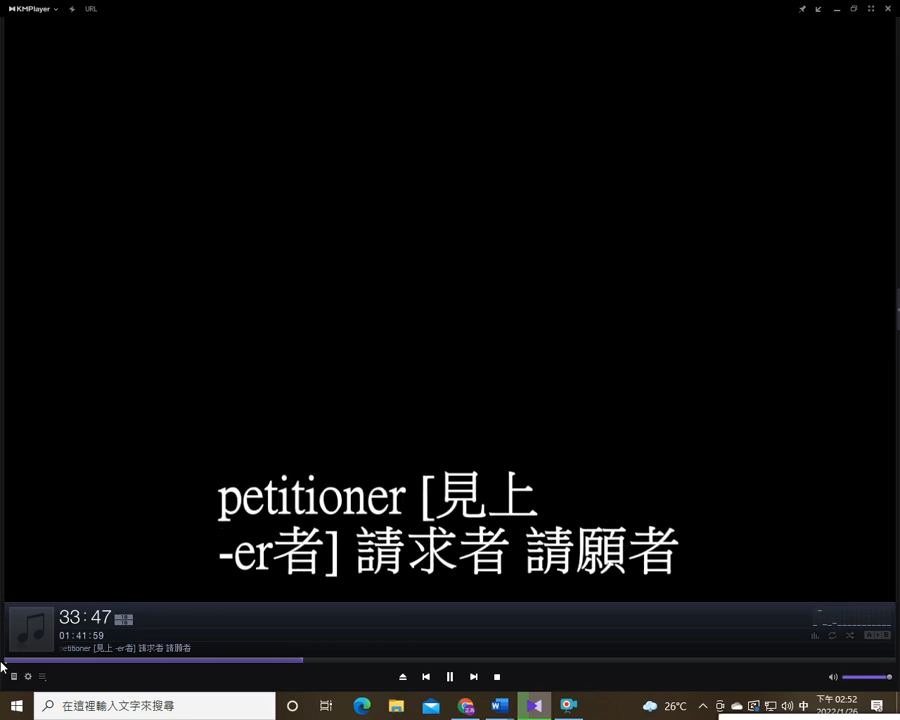 KMPlayer URL
petitioner [見上
-er者] 請求者 請願者
33:47
01:41:59
petitioner [見上 -er者] 請求者 請願者
在這裡輸入文字來搜尋
26°C
中
下午 02:52
2022/1/26